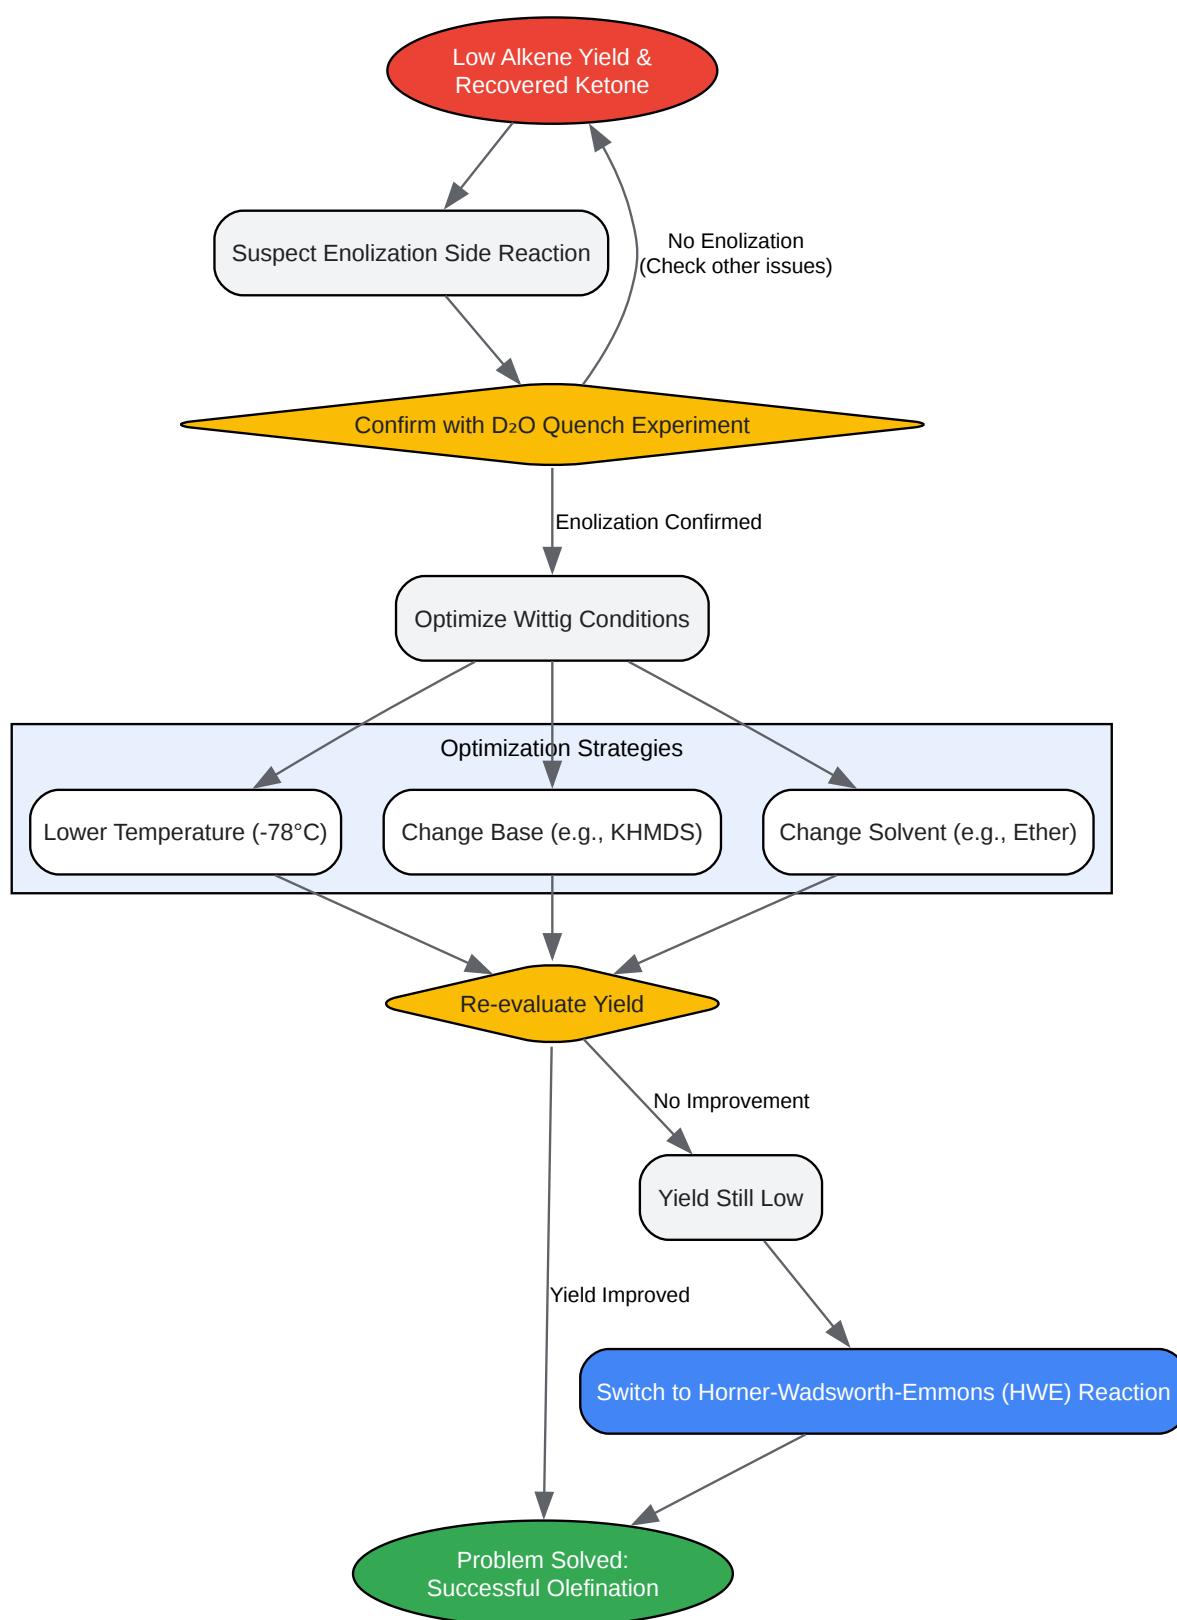 Low Alkene Yield &
Recovered Ketone
Suspect Enolization Side Reaction
No Enolization
(Check other issues)
Confirm with D₂O Quench Experiment
Enolization Confirmed
Optimize Wittig Conditions
Optimization Strategies
Lower Temperature (-78°C)
Change Base (e.g., KHMDS)
Change Solvent (e.g., Ether)
Re-evaluate Yield
No Improvement
Yield Still Low
Yield Improved
Switch to Horner-Wadsworth-Emmons (HWE) Reaction
Problem Solved:
Successful Olefination